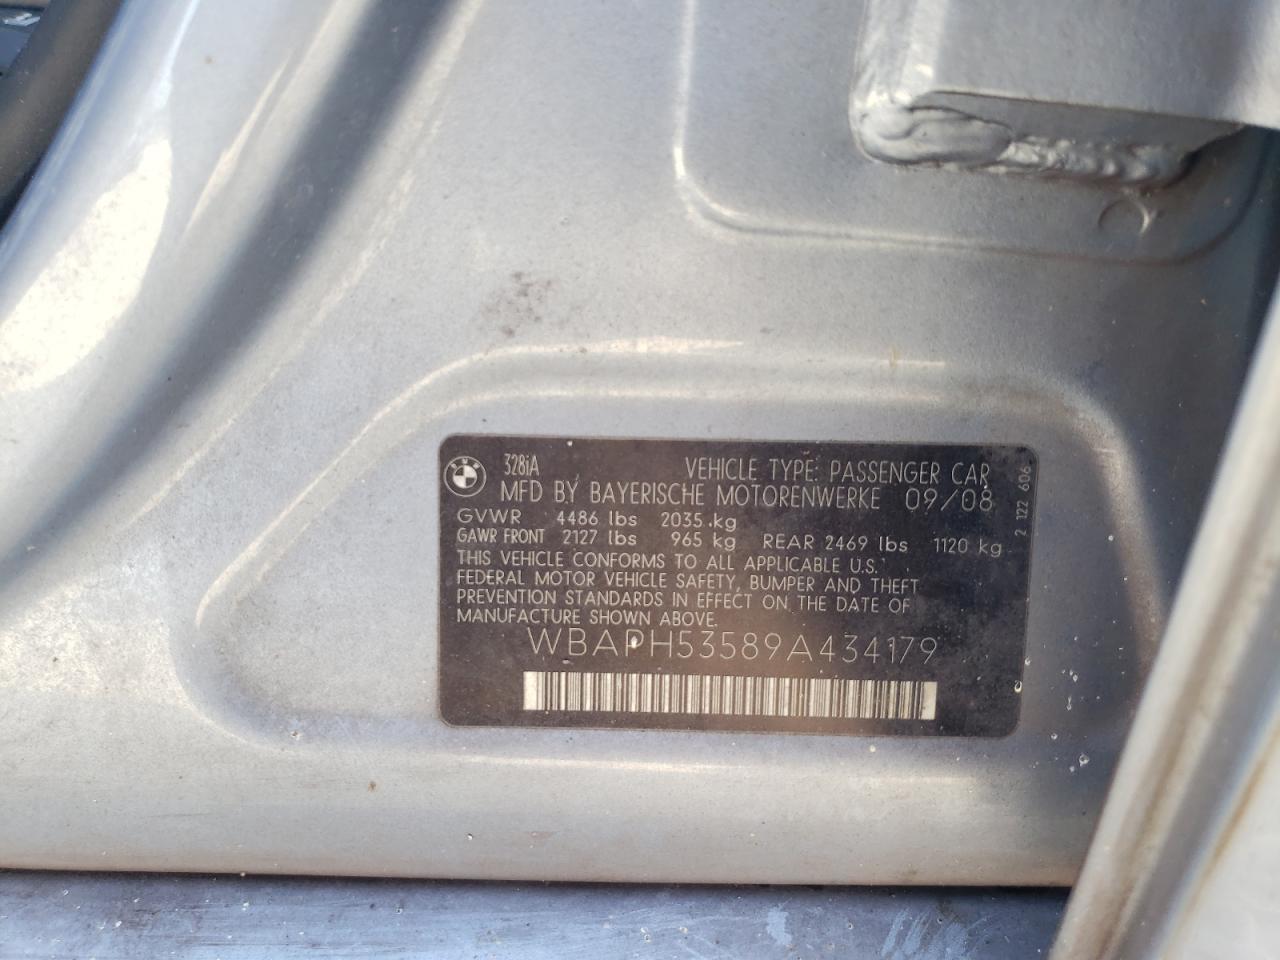 BMW
328iA
VEHICLE TYPE: PASSENGER CAR
MFD BY BAYERISCHE MOTORENWERKE 09/08
GVWR 4486 lbs 2035 kg
GAWR FRONT 2127 lbs 965 kg REAR 2469 lbs 1120 kg
THIS VEHICLE CONFORMS TO ALL APPLICABLE U.S.
FEDERAL MOTOR VEHICLE SAFETY, BUMPER AND THEFT
PREVENTION STANDARDS IN EFFECT ON THE DATE OF
MANUFACTURE SHOWN ABOVE.
WBAPH53589A434179
2 122 606